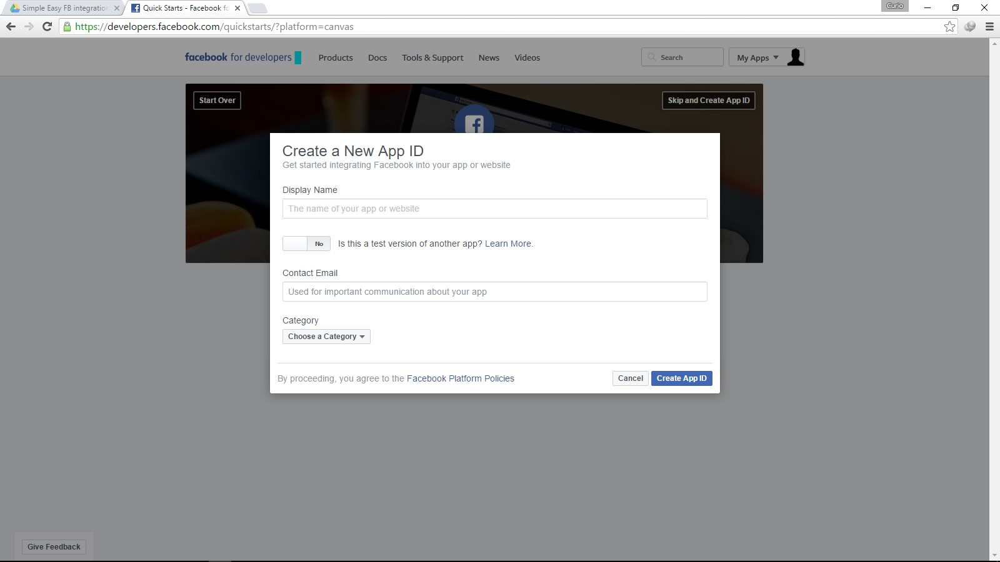 Simple Easy FB integration
Quick Starts - Facebook fo
Curio
https://developers.facebook.com/quickstarts/?platform=canvas
facebook for developers
Products
Docs
Tools & Support
News
Videos
Search
My Apps
Start Over
Skip and Create App ID
Create a New App ID
Get started integrating Facebook into your app or website
Display Name
The name of your app or website
No
Is this a test version of another app? Learn More.
Contact Email
Used for important communication about your app
Category
Choose a Category
By proceeding, you agree to the Facebook Platform Policies
Cancel
Create App ID
Give Feedback